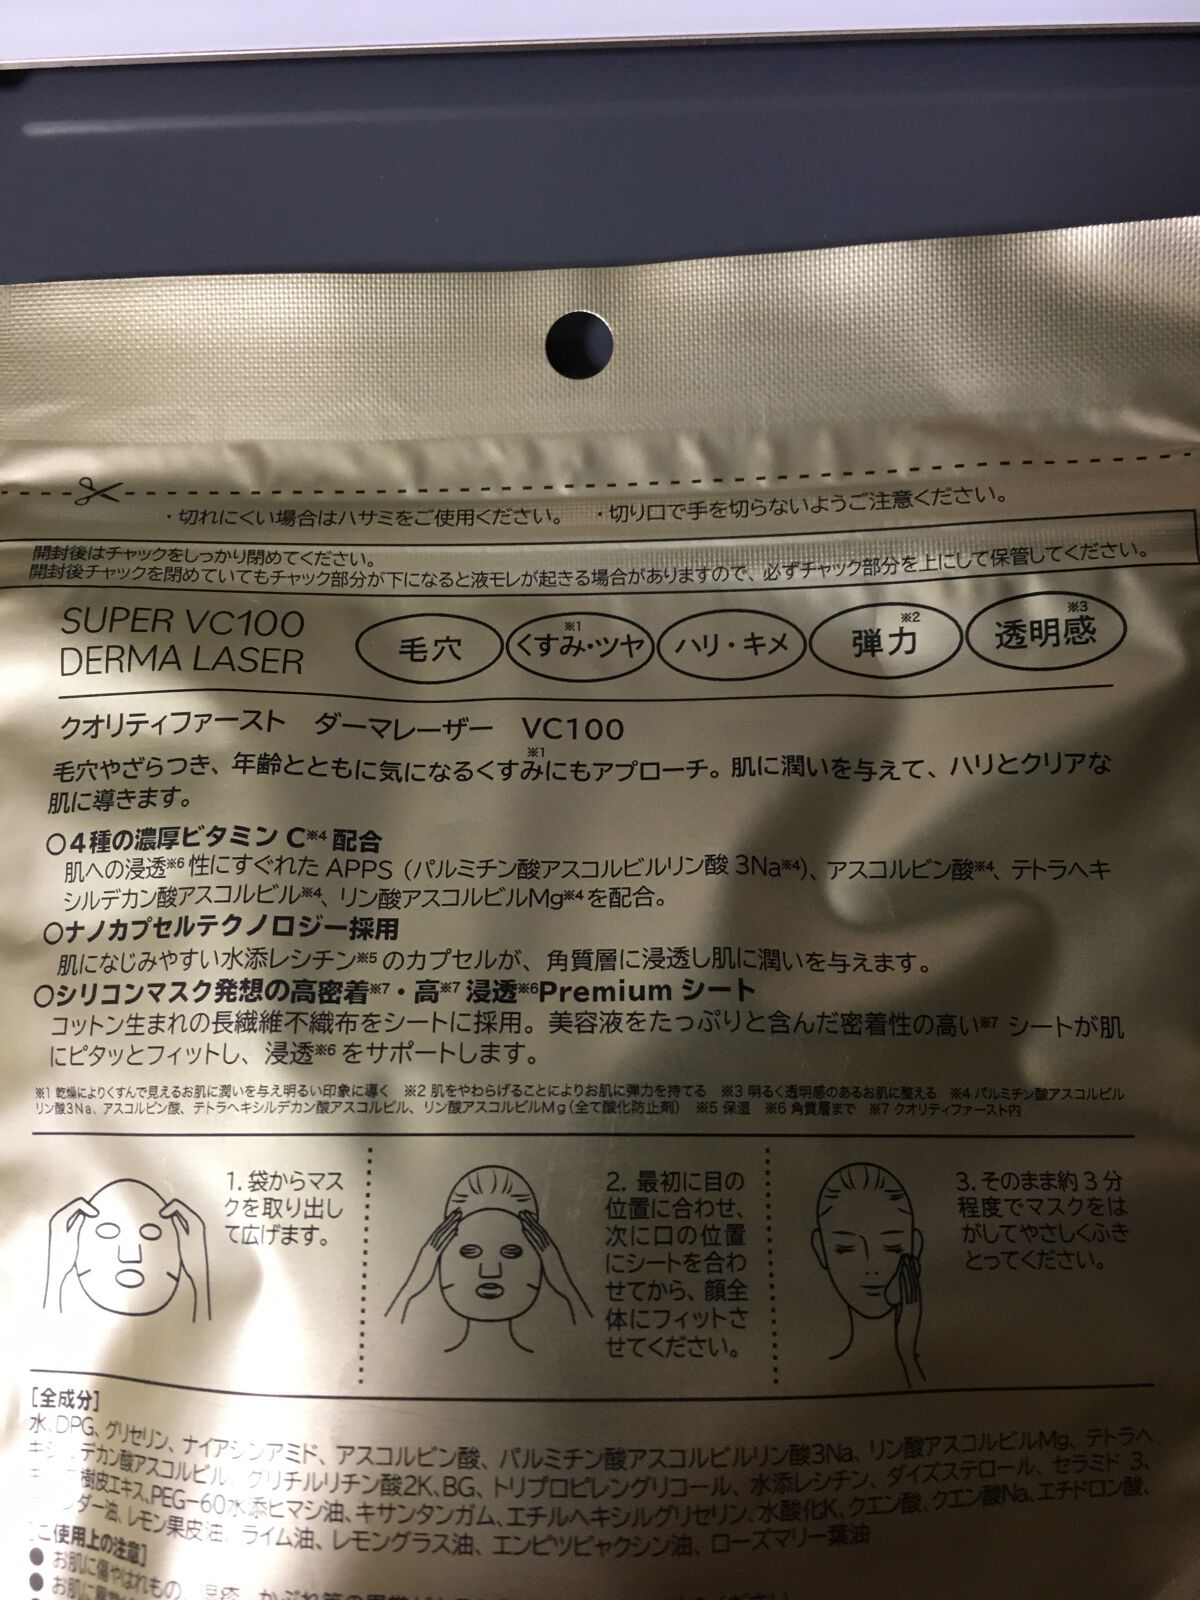 ・切れにくい場合はハサミをご使用ください。 ・切り口で手を切らないようご注意ください。
開封後はチャックをしっかり閉めてください。
開封後チャックを閉めていてもチャック部分が下になると液モレが起きる場合がありますので、必ずチャック部分を上にして保管してください。
SUPER VC100
DERMA LASER
毛穴 くすみ・ツヤ※1 ハリ・キメ 弾力※2 透明感※3
クオリティファースト ダーマレーザー VC100
毛穴やざらつき、年齢とともに気になるくすみ※1にもアプローチ。肌に潤いを与えて、ハリとクリアな
肌に導きます。
○4種の濃厚ビタミン C※4 配合
肌への浸透※6 性にすぐれた APPS（パルミチン酸アスコルビルリン酸 3Na※4）、アスコルビン酸※4、テトラヘキ
シルデカン酸アスコルビル※4、リン酸アスコルビルMg※4 を配合。
○ナノカプセルテクノロジー採用
肌になじみやすい水添レシチン※5 のカプセルが、角質層に浸透し肌に潤いを与えます。
○シリコンマスク発想の高密着※7・高※7 浸透※6Premium シート
コットン生まれの長繊維不織布をシートに採用。美容液をたっぷりと含んだ密着性の高い※7 シートが肌
にピタッとフィットし、浸透※6 をサポートします。
※1 乾燥によりくすんで見えるお肌に潤いを与え明るい印象に導く ※2 肌をやわらげることによりお肌に弾力を持てる ※3 明るく透明感のあるお肌に整える ※4 パルミチン酸アスコルビル
リン酸3Na、アスコルビン酸、テトラヘキシルデカン酸アスコルビル、リン酸アスコルビルMg（全て酸化防止剤） ※5 保湿 ※6 角質層まで ※7 クオリティファースト内
1. 袋からマス
クを取り出し
て広げます。
2. 最初に目の
位置に合わせ、
次に口の位置
にシートを合わ
せてから、顔全
体にフィットさ
せてください。
3. そのまま約 3 分
程度でマスクをは
がしてやさしくふき
とってください。
[全成分]
水、DPG、グリセリン、ナイアシンアミド、アスコルビン酸、パルミチン酸アスコルビルリン酸3Na、リン酸アスコルビルMg、テトラヘ
キシルデカン酸アスコルビル、グリチルリチン酸2K、BG、トリプロピレングリコール、水添レシチン、ダイズステロール、セラミド 3、
樹皮エキス、PEG-60水添ヒマシ油、キサンタンガム、エチルヘキシルグリセリン、水酸化K、クエン酸、クエン酸Na、エチドロン酸、
ンダー油、レモン果皮油、ライム油、レモングラス油、エンピツビャクシン油、ローズマリー葉油
[ご使用上の注意]
● お肌に傷やはれもの、湿疹、かぶれ等の
● お肌に異常が